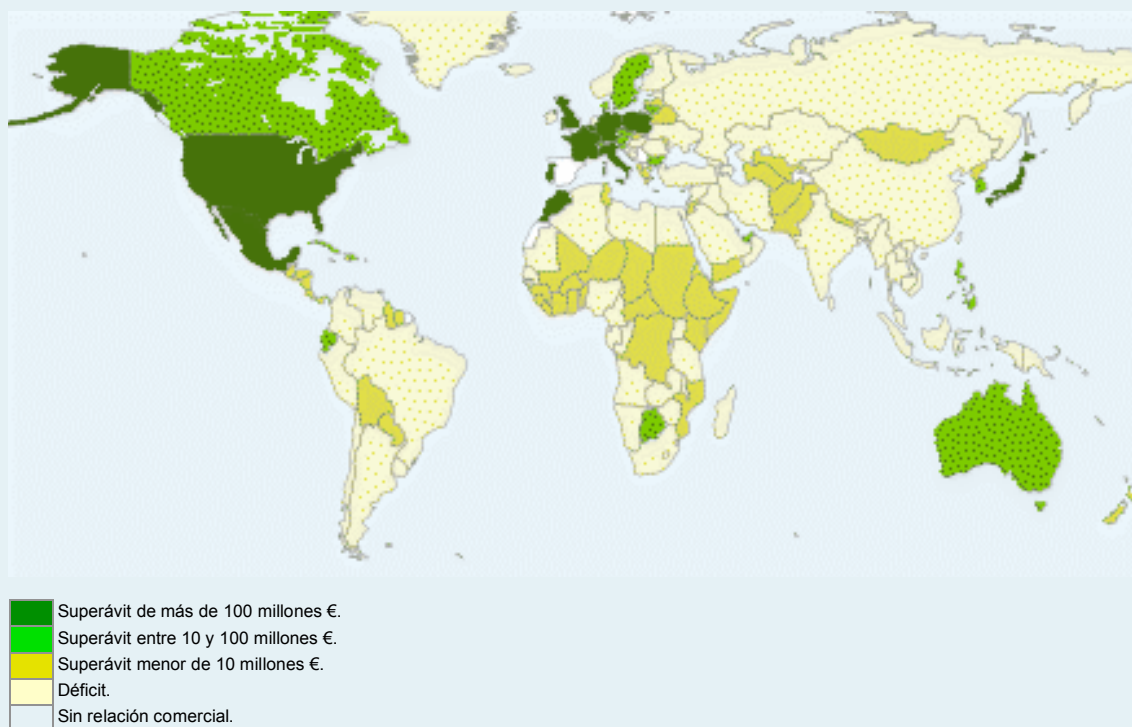 Superávit de más de 100 millones €.
Superávit entre 10 y 100 millones €.
Superávit menor de 10 millones €.
Déficit.
Sin relación comercial.